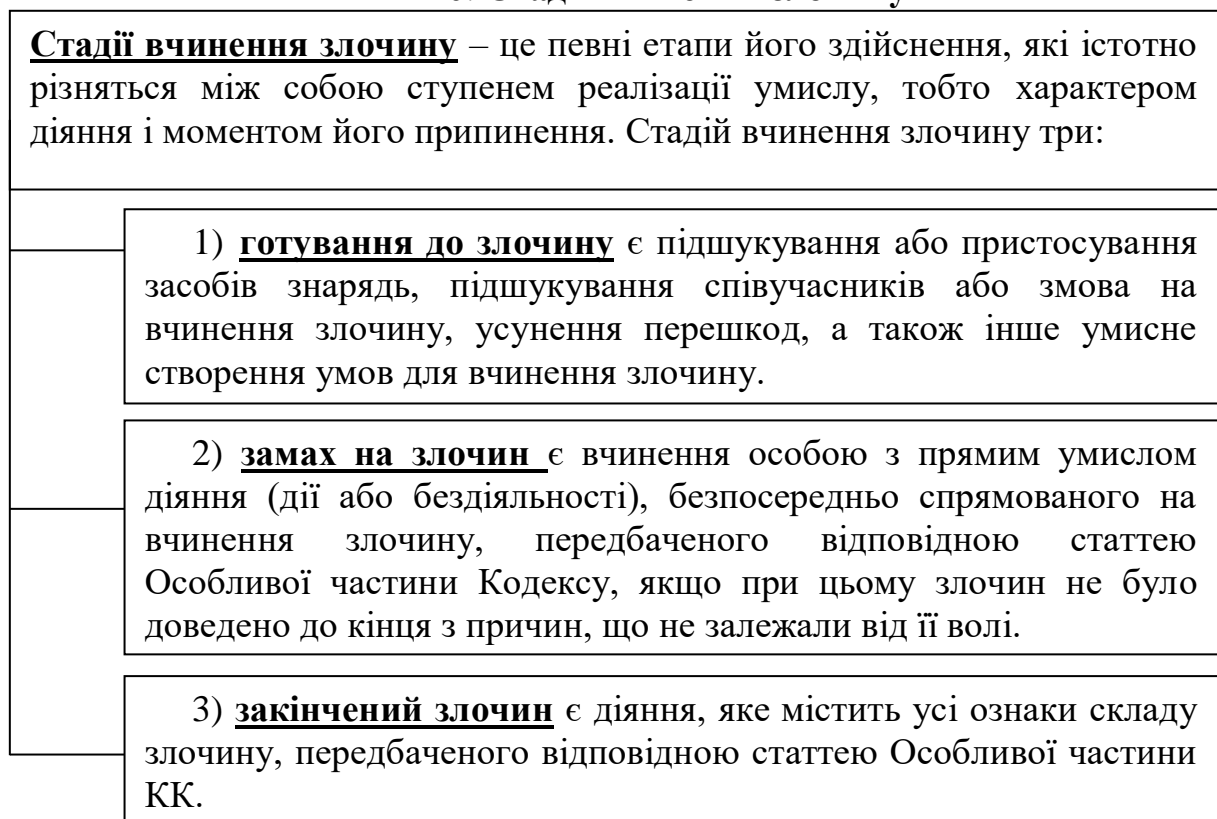 Стадії вчинення злочину – це певні етапи його здійснення, які істотно
різняться між собою ступенем реалізації умислу, тобто характером
діяння і моментом його припинення. Стадій вчинення злочину три:
1) готування до злочину є підшукування або пристосування
засобів знарядь, підшукування співучасників або змова на
вчинення злочину, усунення перешкод, а також інше умисне
створення умов для вчинення злочину.
2) замах на злочин є вчинення особою з прямим умислом
діяння (дії або бездіяльності), безпосередньо спрямованого на
вчинення злочину, передбаченого відповідною статтею
Особливої частини Кодексу, якщо при цьому злочин не було
доведено до кінця з причин, що не залежали від її волі.
3) закінчений злочин є діяння, яке містить усі ознаки складу
злочину, передбаченого відповідною статтею Особливої частини
КК.